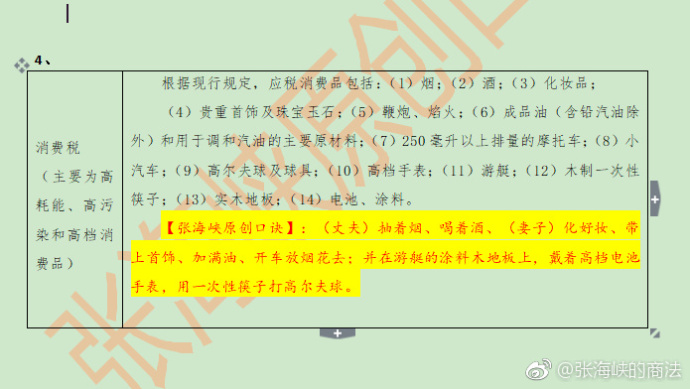 4、
根据现行规定，应税消费品包括：（1）烟；（2）酒；（3）化妆品；
（4）贵重首饰及珠宝玉石；（5）鞭炮、焰火；（6）成品油（含铅汽油除
外）和用于调和汽油的主要原材料；（7）250 毫升以上排量的摩托车；（8）小
汽车；（9）高尔夫球及球具；（10）高档手表；（11）游艇；（12）木制一次性
筷子；（13）实木地板；（14）电池、涂料。
消费税
（主要为高
耗能、高污
染和高档消
费品）
【张海峡原创口诀】：（丈夫）抽着烟、喝着酒、（妻子）化好妆、带
上首饰、加满油、开车放烟花去；并在游艇的涂料木地板上，戴着高档电池
手表，用一次性筷子打高尔夫球。
张海峡原创口
@张海峡的商法